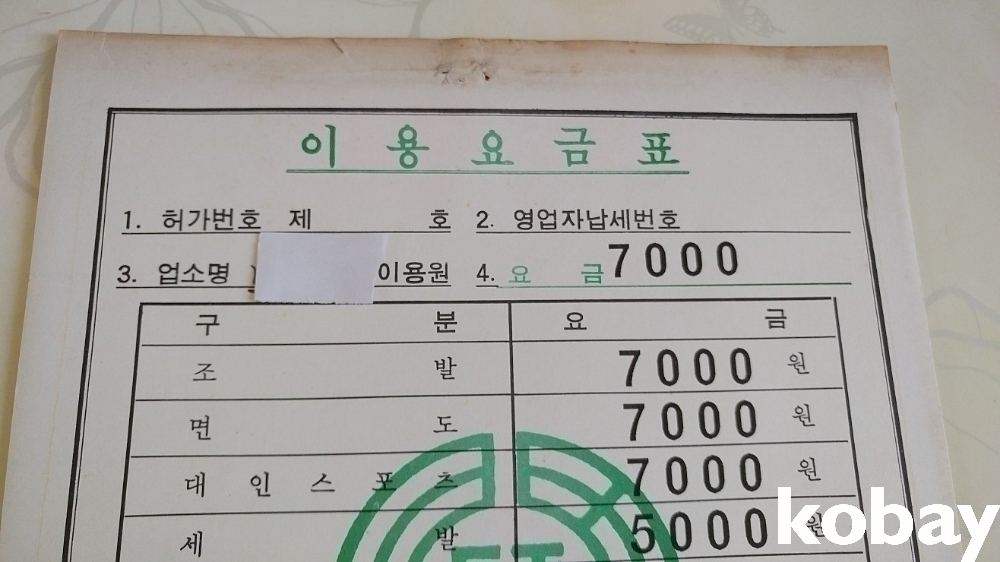 이용요금표
1. 허가번호 제 호 2. 영업자납세번호
3. 업소명 이용원 4. 요 금 7000
구 분 요 금
조 발 7000 원
면 도 7000 원
대 인 스 포 츠 7000 원
세 발 5000 원
kobay